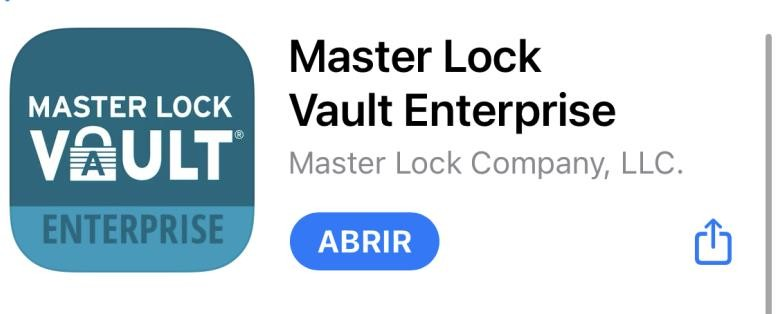 MASTER LOCK
VAULT®
ENTERPRISE
Master Lock
Vault Enterprise
Master Lock Company, LLC.
ABRIR